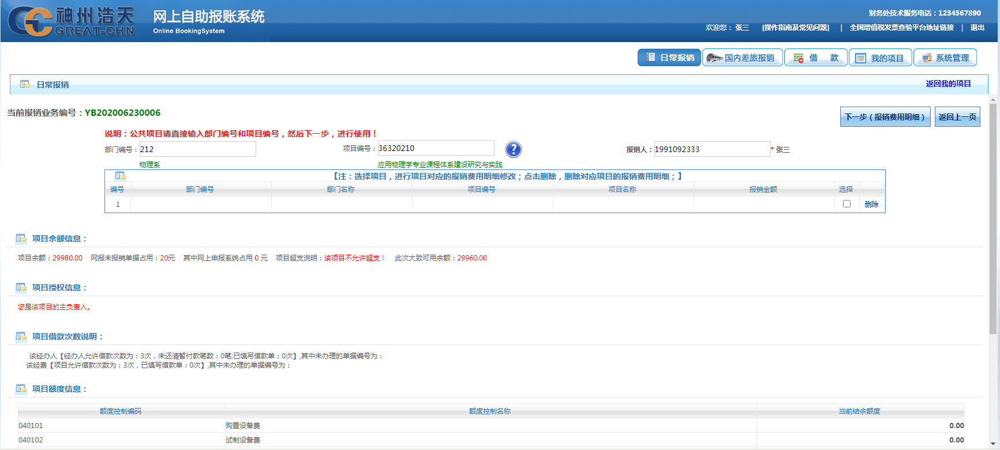 神州浩天
GREAT-CHN
网上自助报账系统
Online BookingSystem
财务处技术服务电话：1234567890
欢迎您： 张三 [操作指南及常见问题] | 全国增值税发票查验平台地址链接 | 退出
日常报销 国内差旅报销 借 款 我的项目 系统管理
日常报销 返回我的项目
当前报销业务编号：YB202006230006
下一步（报销费用明细） 返回上一页
说明：公共项目请直接输入部门编号和项目编号，然后下一步，进行使用！
部门编号：212 项目编号：36320210 ? 报销人：1991092333 * 张三
物理系 应用物理学专业课程体系建设研究与实践
【注：选择项目，进行项目对应的报销费用明细修改；点击删除，删除对应项目的报销费用明细；】
编号 部门编号 部门名称 项目编号 项目名称 报销金额 选择
1 删除
项目余额信息：
项目余额：29980.00 网报未报销单据占用：20元 其中网上申报系统占用 0 元 项目超支说明：该项目不允许超支！ 此次大致可用余额：29960.00
项目授权信息：
您是该项目的主负责人。
项目借款次数说明：
该经办人【经办人允许借款次数为：3次，未还清暂付款笔数：0笔,已填写借款单：0次】,其中未办理的单据编号为：
该经费【项目允许借款次数为：3次，已填写借款单：0次】,其中未办理的单据编号为：
项目额度信息：
额度控制编码 额度控制名称 当前结余额度
040101 购置设备费 0.00
040102 试制设备费 0.00